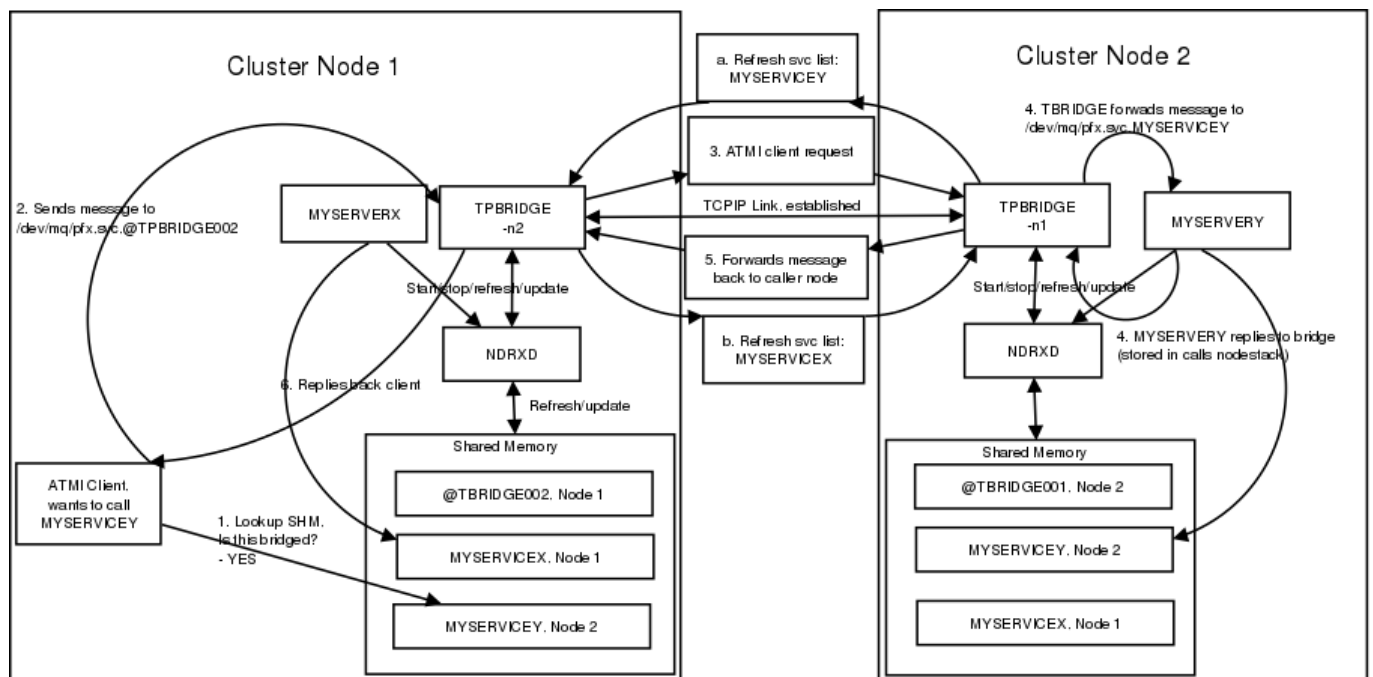 Cluster Node 1
2. Sends message to
/dev/mq/pfx.svc.@TPBRIDGE002
MYSERVERX
TPBRIDGE
-n2
Start/stop/refresh/update
NDRXD
6. Replies back client
Refresh/update
ATMI Client,
wants to call
MYSERVICEY
1. Lookup SHM,
Is this bridged?
- YES
Shared Memory
@TBRIDGE002, Node 1
MYSERVICEX, Node 1
MYSERVICEY, Node 2
a. Refresh svc list:
MYSERVICEY
3. ATMI client request
TCPIP Link, established
5. Forwards message
back to caller node
b. Refresh svc list:
MYSERVICEX
Cluster Node 2
4. TBRIDGE forwads message to
/dev/mq/pfx.svc.MYSERVICEY
TPBRIDGE
-n1
MYSERVERY
Start/stop/refresh/update
NDRXD
4. MYSERVERY replies to bridge
(stored in calls nodestack)
Shared Memory
@TBRIDGE001, Node 2
MYSERVICEY, Node 2
MYSERVICEX, Node 1